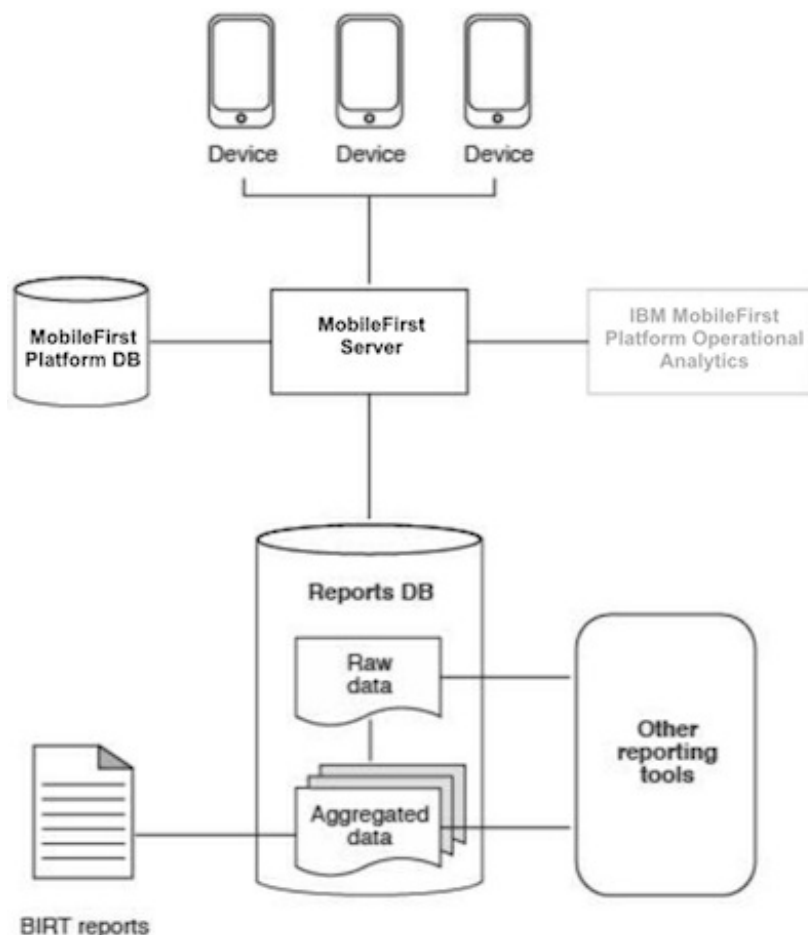 Device Device Device
MobileFirst
Platform DB
MobileFirst
Server
IBM MobileFirst
Platform Operational
Analytics
Reports DB
Raw
data
Other
reporting
tools
Aggregated
data
BIRT reports